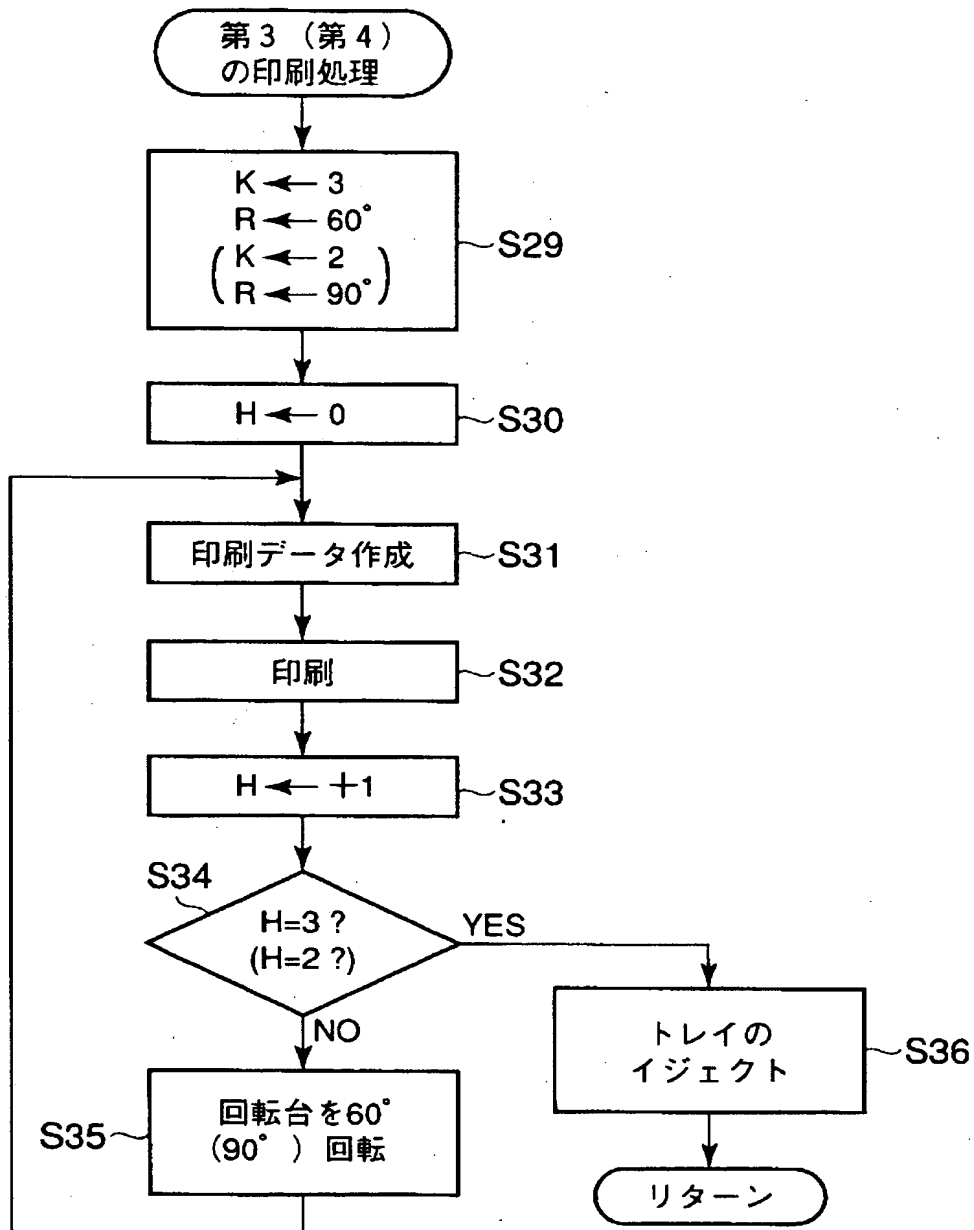 第3（第4）
の印刷処理
K ← 3
R ← 60°
(K ← 2
R ← 90°)
S29
H ← 0
S30
印刷データ作成
S31
印刷
S32
H ← +1
S33
S34
H=3？
(H=2？)
YES
NO
トレイの
イジェクト
S36
S35
回転台を60°
(90°)回転
リターン